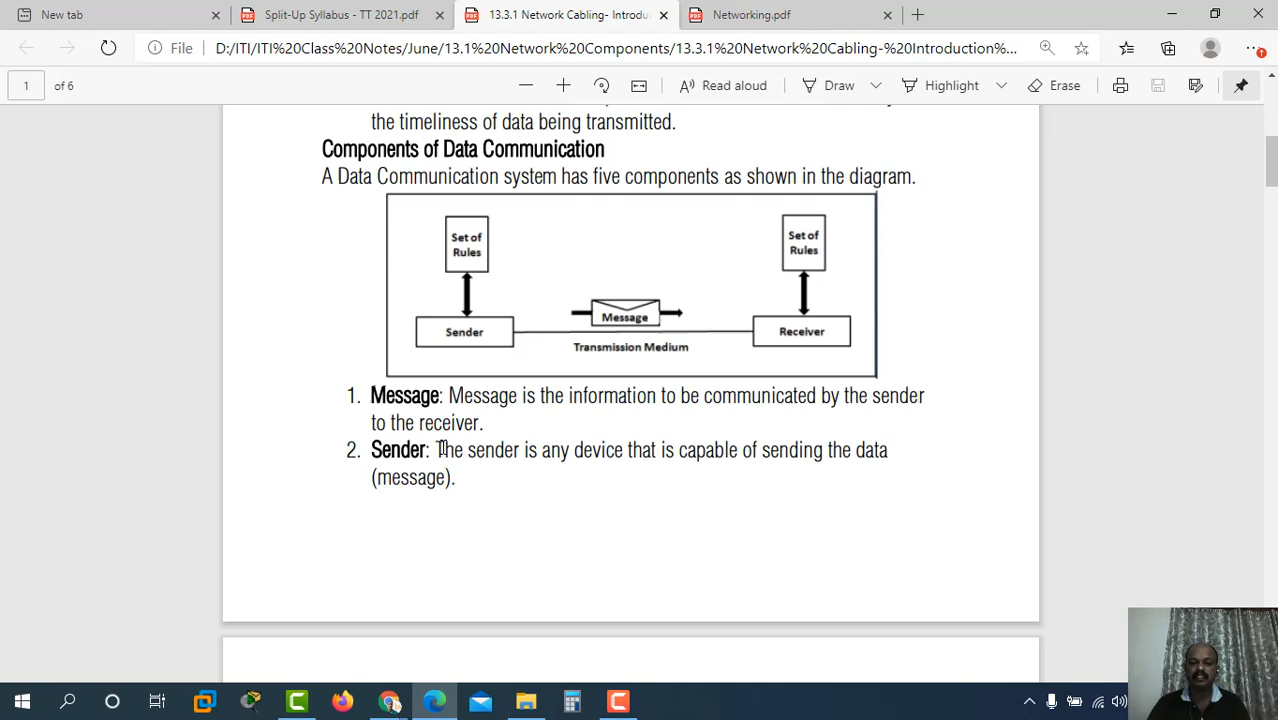 New tab
Split-Up Syllabus - TT 2021.pdf
13.3.1 Network Cabling- Introdu
Networking.pdf
File
D:/ITI/ITI%20Class%20Notes/June/13.1%20Network%20Components/13.3.1%20Network%20Cabling-%20Introduction%...
1
of 6
Read aloud
Draw
Highlight
Erase
the timeliness of data being transmitted.
Components of Data Communication
A Data Communication system has five components as shown in the diagram.
Set of
Rules
Set of
Rules
Message
Sender
Receiver
Transmission Medium
1. Message: Message is the information to be communicated by the sender
to the receiver.
2. Sender: The sender is any device that is capable of sending the data
(message).